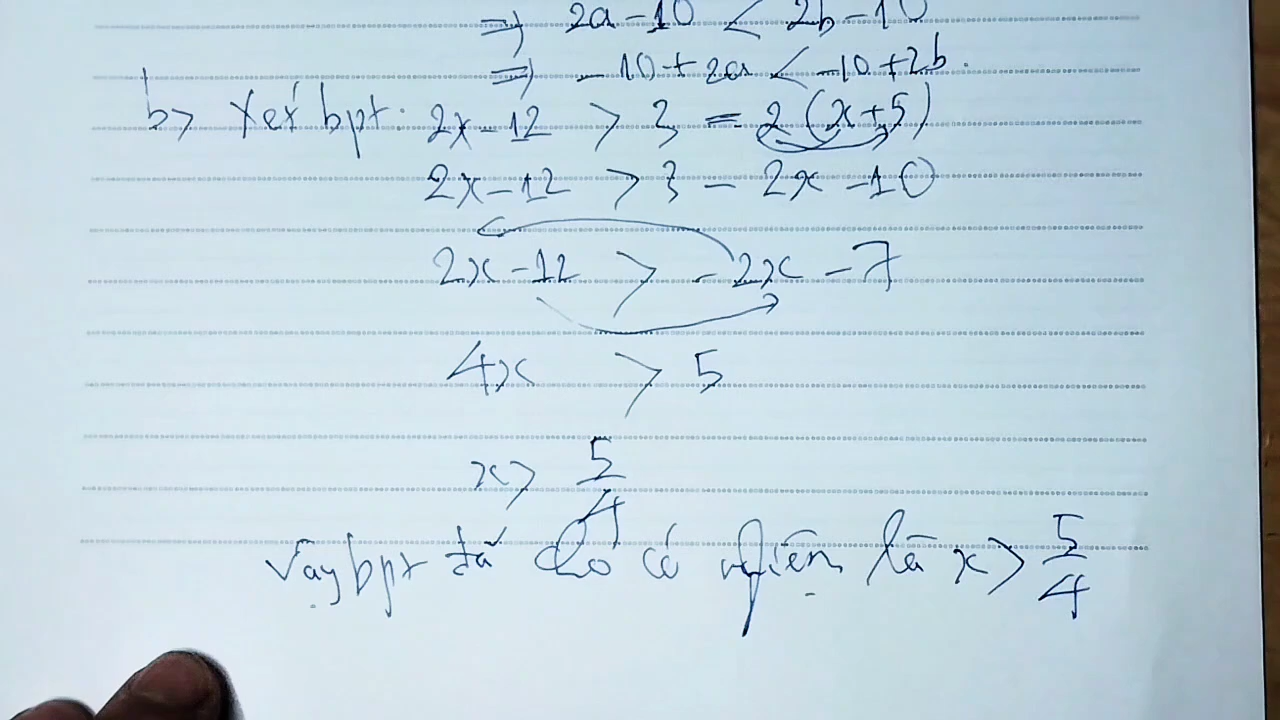 => 2a - 10 < 2b - 10
=> - 10 + 2a < -10 + 2b.
b> Xét bpt: 2x - 12 > 3 - 2 (x + 5)
2x - 12 > 3 - 2x - 10
2x - 12 > - 2x - 7
4x > 5
x > 5/4
Vậy bpt đã cho có nghiệm là x > 5/4